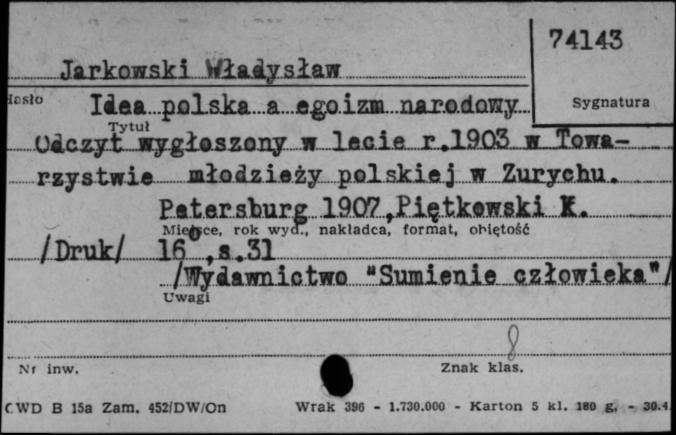 74143
Jarkowski Władysław
Hasło Idea polska a egoizm narodowy Sygnatura
Tytuł
Odczyt wygłoszony w lecie r.1903 w Towa-
rzystwie młodzieży polskiej w Zurychu.
Petersburg 1907,Piętkowski K.
Miejsce, rok wyd., nakładca, format, objętość
/Druk/ 16°,s.31
/Wydawnictwo "Sumienie człowieka"/
Uwagi
8
Nr inw. Znak klas.
CWD B 15a Zam. 452/DW/On Wrak 396 - 1.730.000 - Karton 5 kl. 180 g. - 30.4